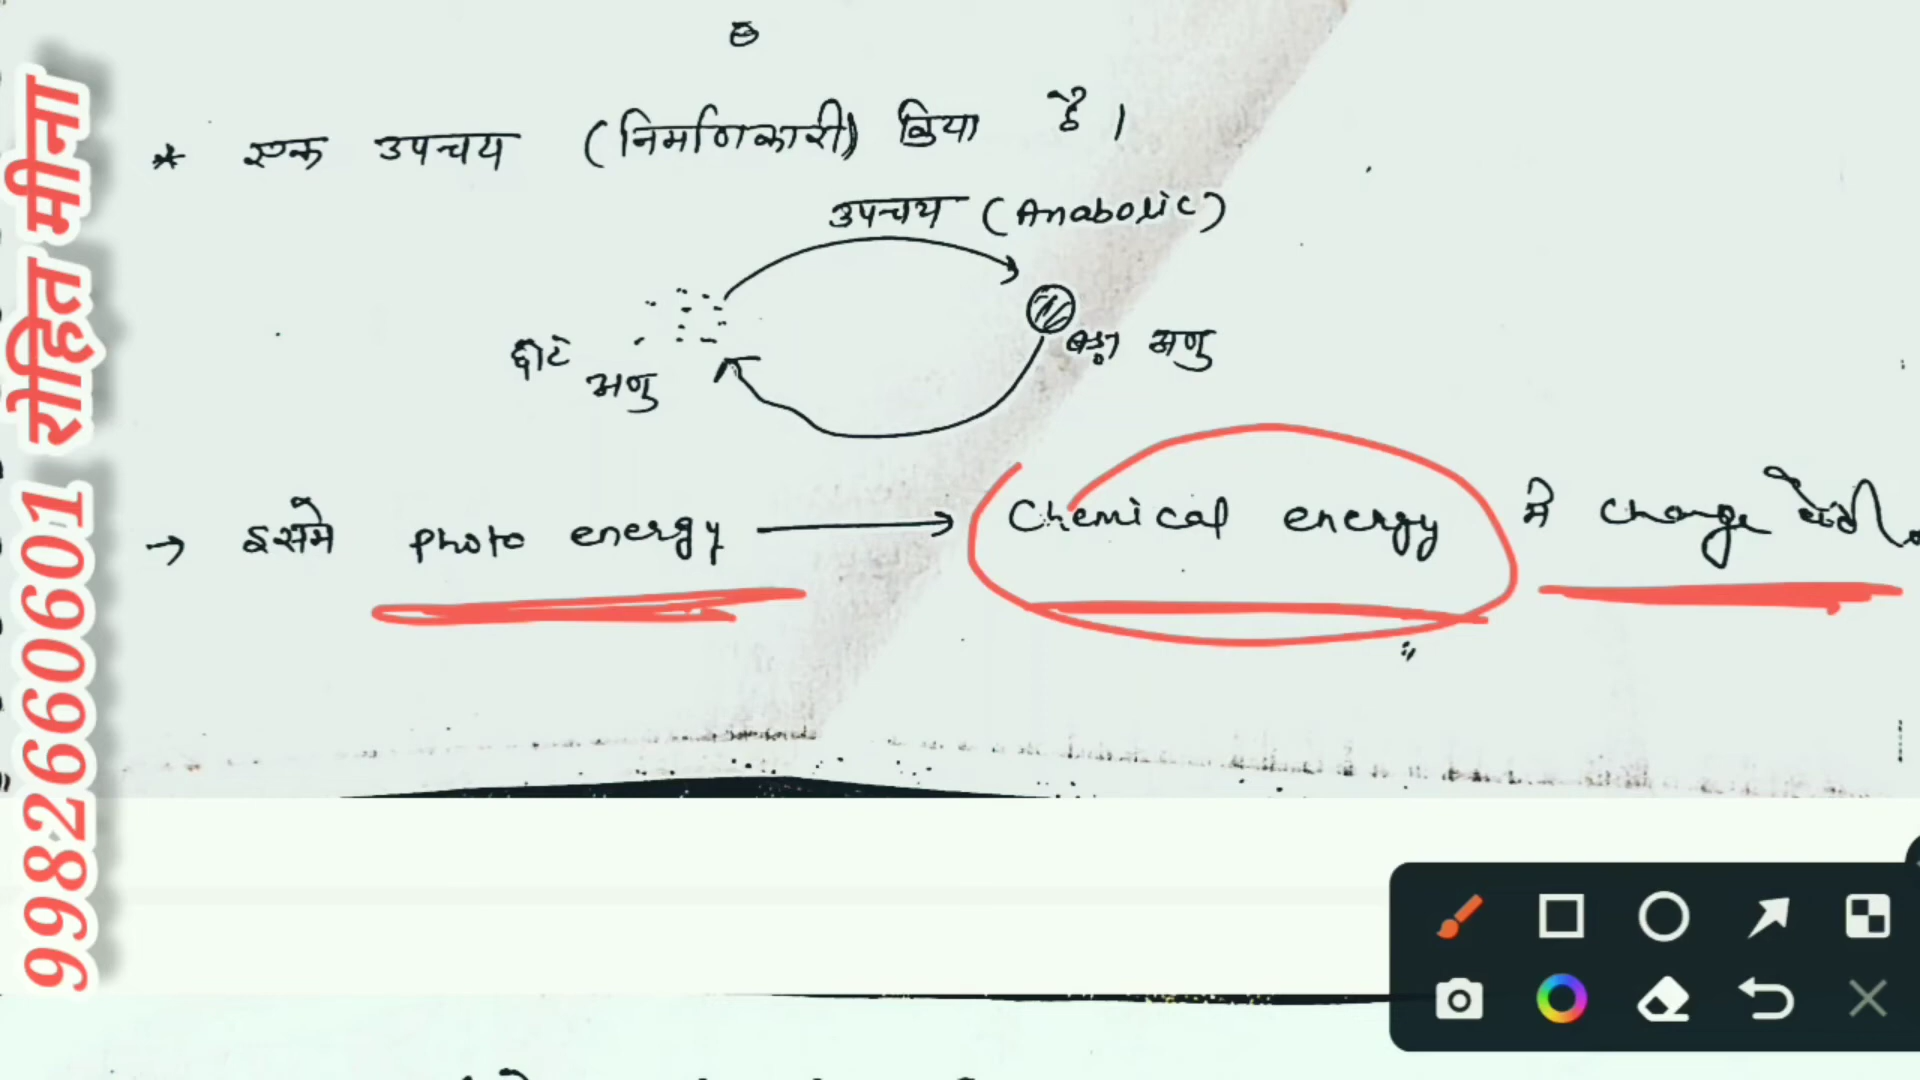 * एक उपचय (निर्माणकारी) क्रिया है।
उपचय (Anabolic)
छोटे
अणु
बड़ा अणु
→ इसमे photo energy → Chemical energy मे change
9982660601 रोहित मीना